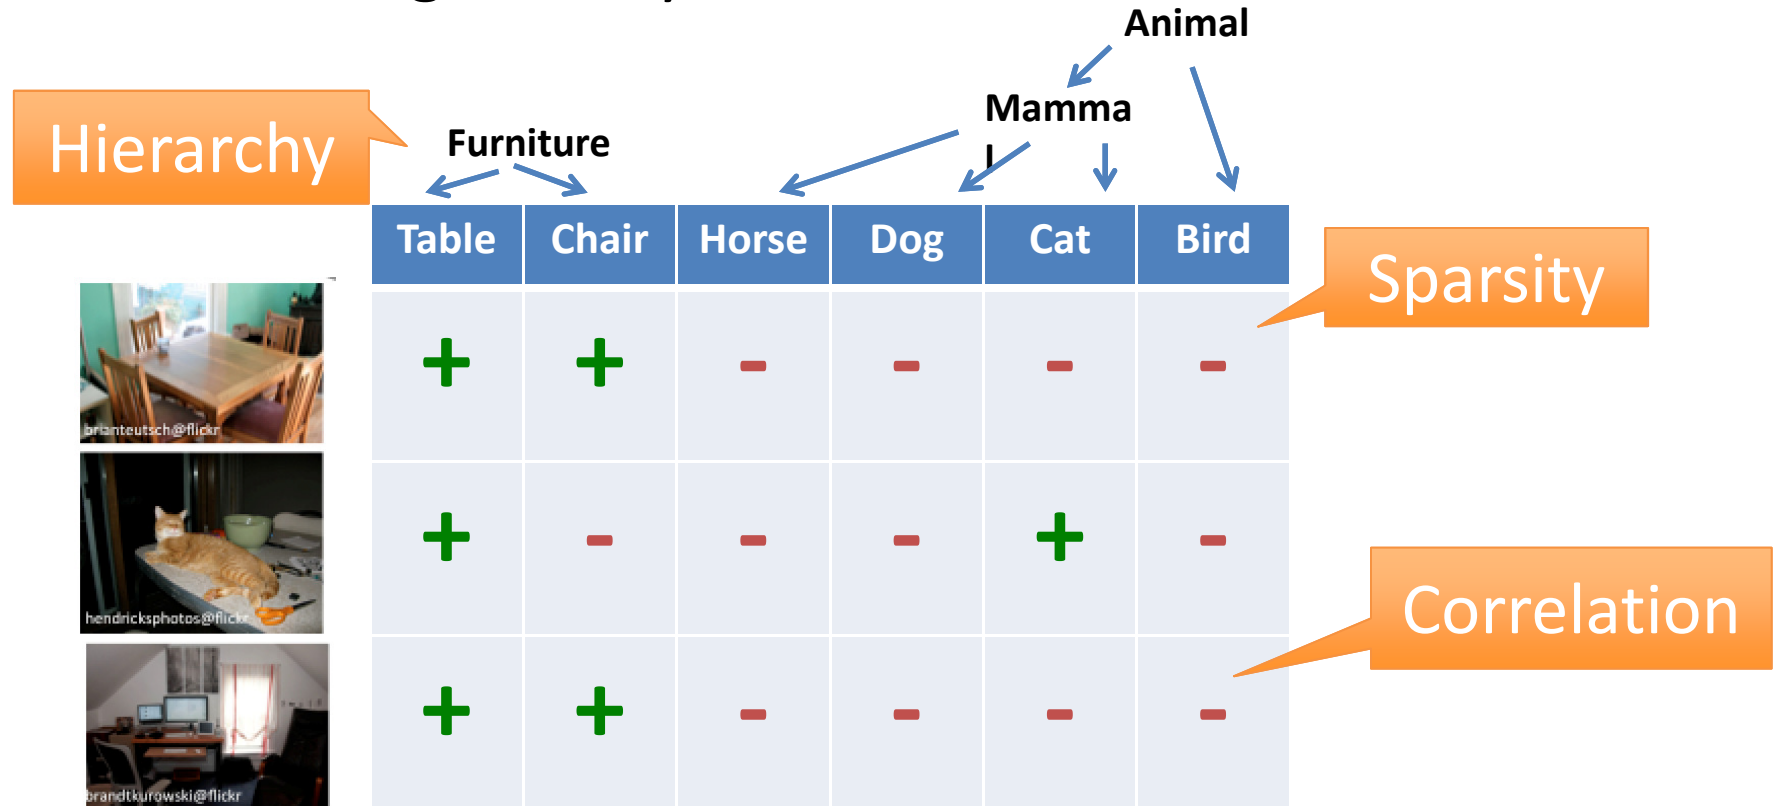 Animal
Mamma
l
Hierarchy
Furniture
Table Chair Horse Dog Cat Bird
Sparsity
+ + - - - -
brianteutsch@flickr
+ - - - + -
hendricksphotos@flickr
Correlation
+ + - - - -
brandtkurowski@flickr